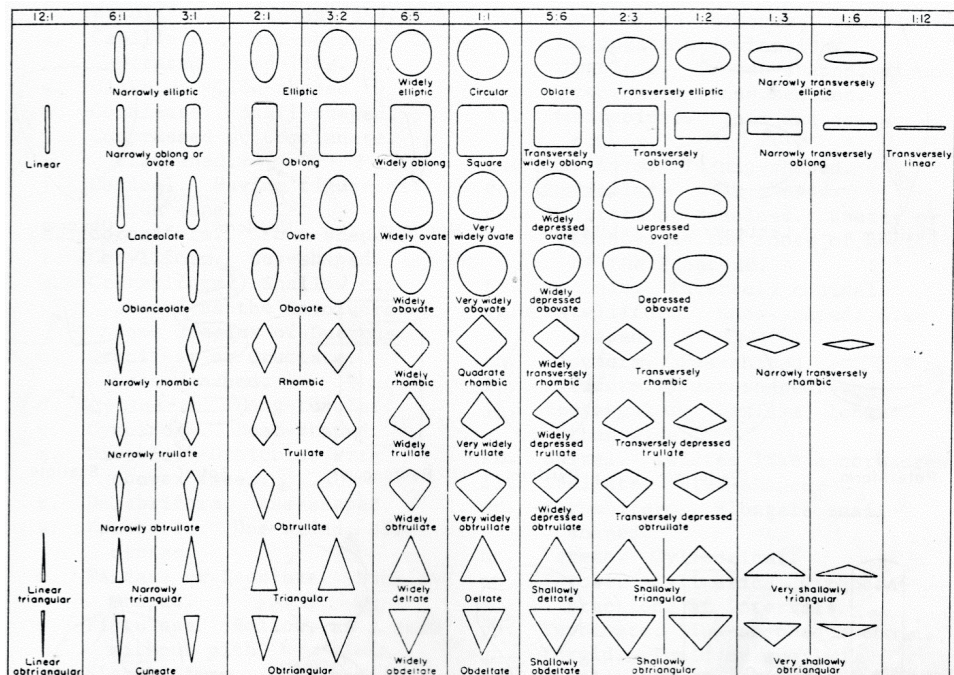 12:1 6:1 3:1 2:1 3:2 6:5 1:1 5:6 2:3 1:2 1:3 1:6 1:12
Narrowly elliptic Elliptic Widely elliptic Circular Oblate Transversely elliptic Narrowly transversely elliptic
Linear Narrowly oblong or ovate Oblong Widely oblong Square Transversely widely oblong Transversely oblong Narrowly transversely oblong Transversely linear
Lanceolate Ovate Widely ovate Very widely ovate Widely depressed ovate Depressed ovate
Oblanceolate Obovate Widely obovate Very widely obovate Widely depressed obovate Depressed obovate
Narrowly rhombic Rhombic Widely rhombic Quadrate rhombic Widely transversely rhombic Transversely rhombic Narrowly transversely rhombic
Narrowly trullate Trullate Widely trullate Very widely trullate Widely depressed trullate Transversely depressed trullate
Narrowly obtrullate Obtrullate Widely obtrullate Very widely obtrullate Widely depressed obtrullate Transversely depressed obtrullate
Linear triangular Narrowly triangular Triangular Widely deltate Deltate Shallowly deltate Shallowly triangular Very shallowly triangular
Linear obtriangular Cuneate Obtriangular Widely obdeltate Obdeltate Shallowly obdeltate Shallowly obtriangular Very shallowly obtriangular